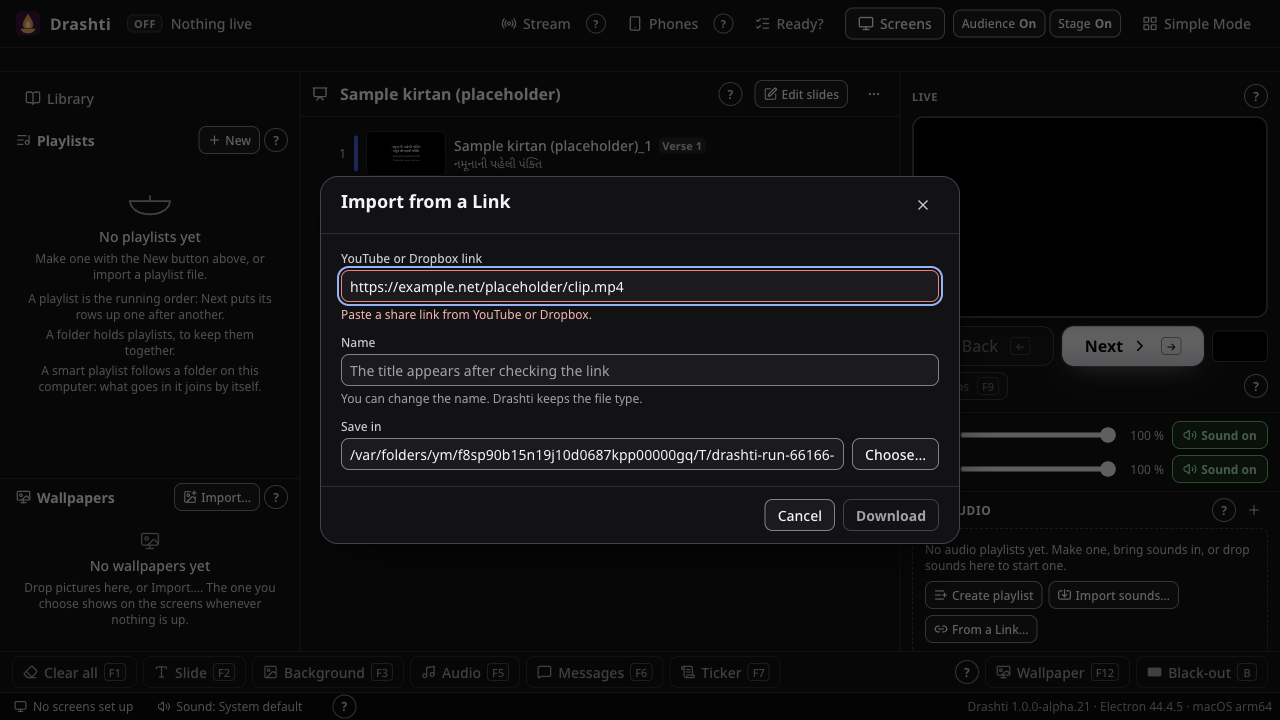 Drashti OFF Nothing live Stream ? Phones ? Ready? Screens Audience On Stage On Simple Mode
Library
Playlists + New ?
No playlists yet
Make one with the New button above, or
import a playlist file.
A playlist is the running order: Next puts its
rows up one after another.
A folder holds playlists, to keep them
together.
A smart playlist follows a folder on this
computer: what goes in it joins by itself.
Wallpapers Import... ?
No wallpapers yet
Drop pictures here, or Import.... The one you
choose shows on the screens whenever
nothing is up.
Sample kirtan (placeholder) ? Edit slides ...
1 Sample kirtan (placeholder)_1 Verse 1
નમૂનાની પહેલી પંક્તિ
Import from a Link
YouTube or Dropbox link
https://example.net/placeholder/clip.mp4
Paste a share link from YouTube or Dropbox.
Name
The title appears after checking the link
You can change the name. Drashti keeps the file type.
Save in
/var/folders/ym/f8sp90b15n19j10d0687kpp00000gq/T/drashti-run-66166- Choose...
Cancel Download
LIVE ?
Back ← Next →
F9 ?
100 % Sound on
100 % Sound on
? +
No audio playlists yet. Make one, bring sounds in, or drop
sounds here to start one.
Create playlist Import sounds...
From a Link...
Clear all F1 Slide F2 Background F3 Audio F5 Messages F6 Ticker F7 ? Wallpaper F12 Black-out B
No screens set up Sound: System default ? Drashti 1.0.0-alpha.21 · Electron 44.4.5 · macOS arm64